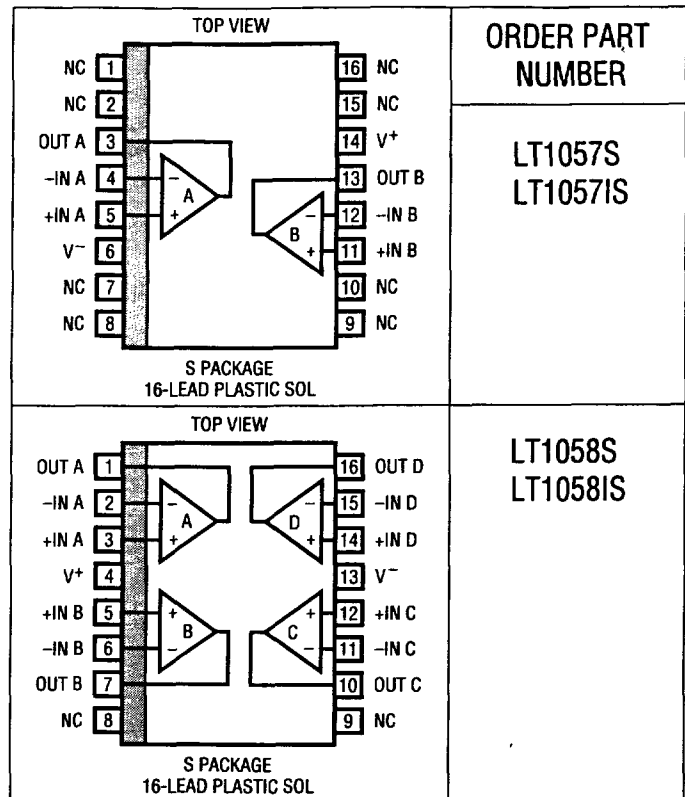 TOP VIEW
NC 1 16 NC
NC 2 15 NC
OUT A 3 14 V+
–IN A 4 – A 13 OUT B
+IN A 5 + – 12 –IN B
V– 6 B + 11 +IN B
NC 7 10 NC
NC 8 9 NC
S PACKAGE
16-LEAD PLASTIC SOL
ORDER PART
NUMBER
LT1057S
LT1057IS
TOP VIEW
OUT A 1 16 OUT D
–IN A 2 – A D – 15 –IN D
+IN A 3 + + 14 +IN D
V+ 4 13 V–
+IN B 5 + B C + 12 +IN C
–IN B 6 – – 11 –IN C
OUT B 7 10 OUT C
NC 8 9 NC
S PACKAGE
16-LEAD PLASTIC SOL
LT1058S
LT1058IS